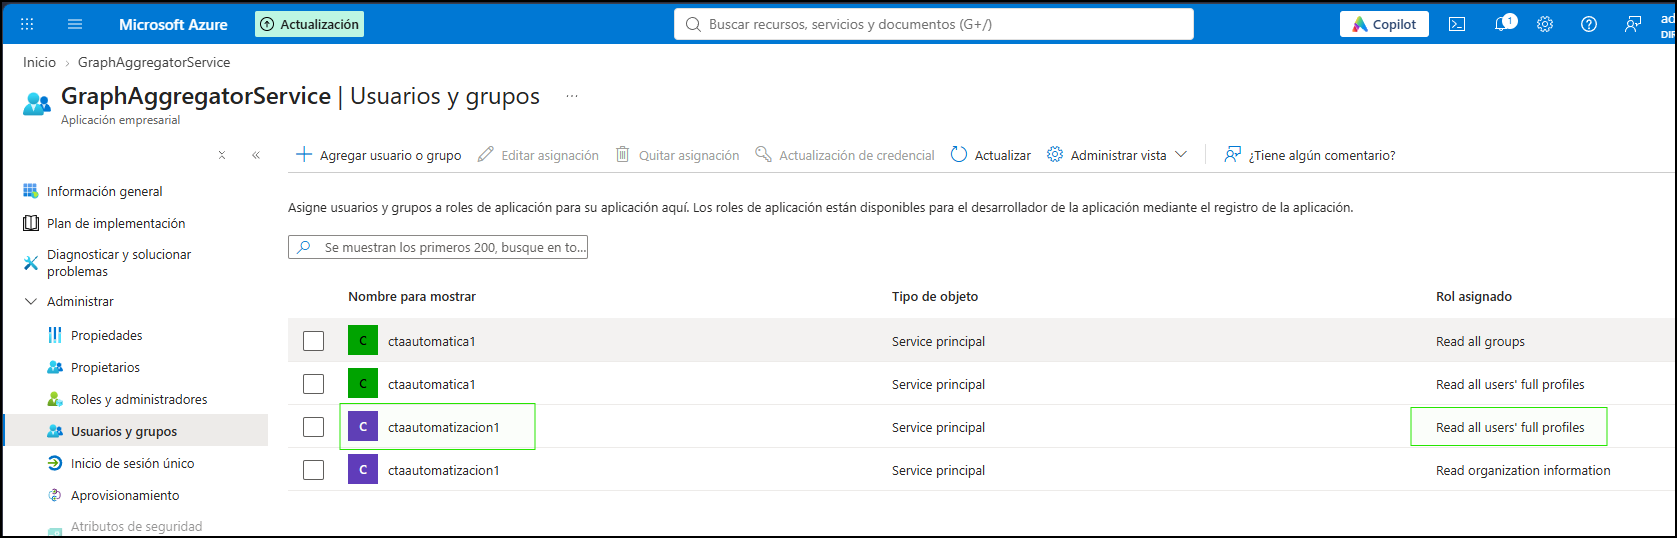 Microsoft Azure
Actualización
Buscar recursos, servicios y documentos (G+/)
Copilot
1
ad
DIR
Inicio > GraphAggregatorService
GraphAggregatorService | Usuarios y grupos ...
Aplicación empresarial
Agregar usuario o grupo
Editar asignación
Quitar asignación
Actualización de credencial
Actualizar
Administrar vista
¿Tiene algún comentario?
Información general
Plan de implementación
Diagnosticar y solucionar
problemas
Administrar
Propiedades
Propietarios
Roles y administradores
Usuarios y grupos
Inicio de sesión único
Aprovisionamiento
Atributos de seguridad
Asigne usuarios y grupos a roles de aplicación para su aplicación aquí. Los roles de aplicación están disponibles para el desarrollador de la aplicación mediante el registro de la aplicación.
Se muestran los primeros 200, busque en to...
Nombre para mostrar Tipo de objeto Rol asignado
C ctaautomatica1 Service principal Read all groups
C ctaautomatica1 Service principal Read all users' full profiles
C ctaautomatizacion1 Service principal Read all users' full profiles
C ctaautomatizacion1 Service principal Read organization information